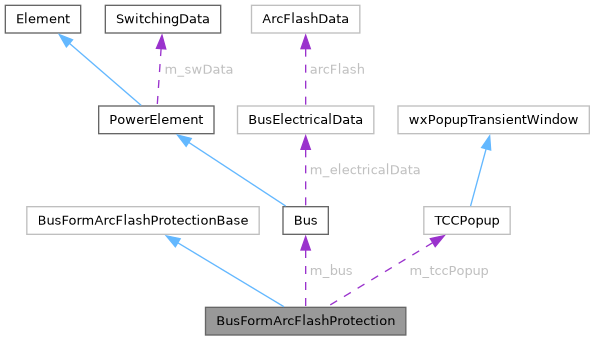 Element
SwitchingData
ArcFlashData
m_swData
arcFlash
PowerElement
BusElectricalData
wxPopupTransientWindow
m_electricalData
BusFormArcFlashProtectionBase
Bus
TCCPopup
m_bus
m_tccPopup
BusFormArcFlashProtection